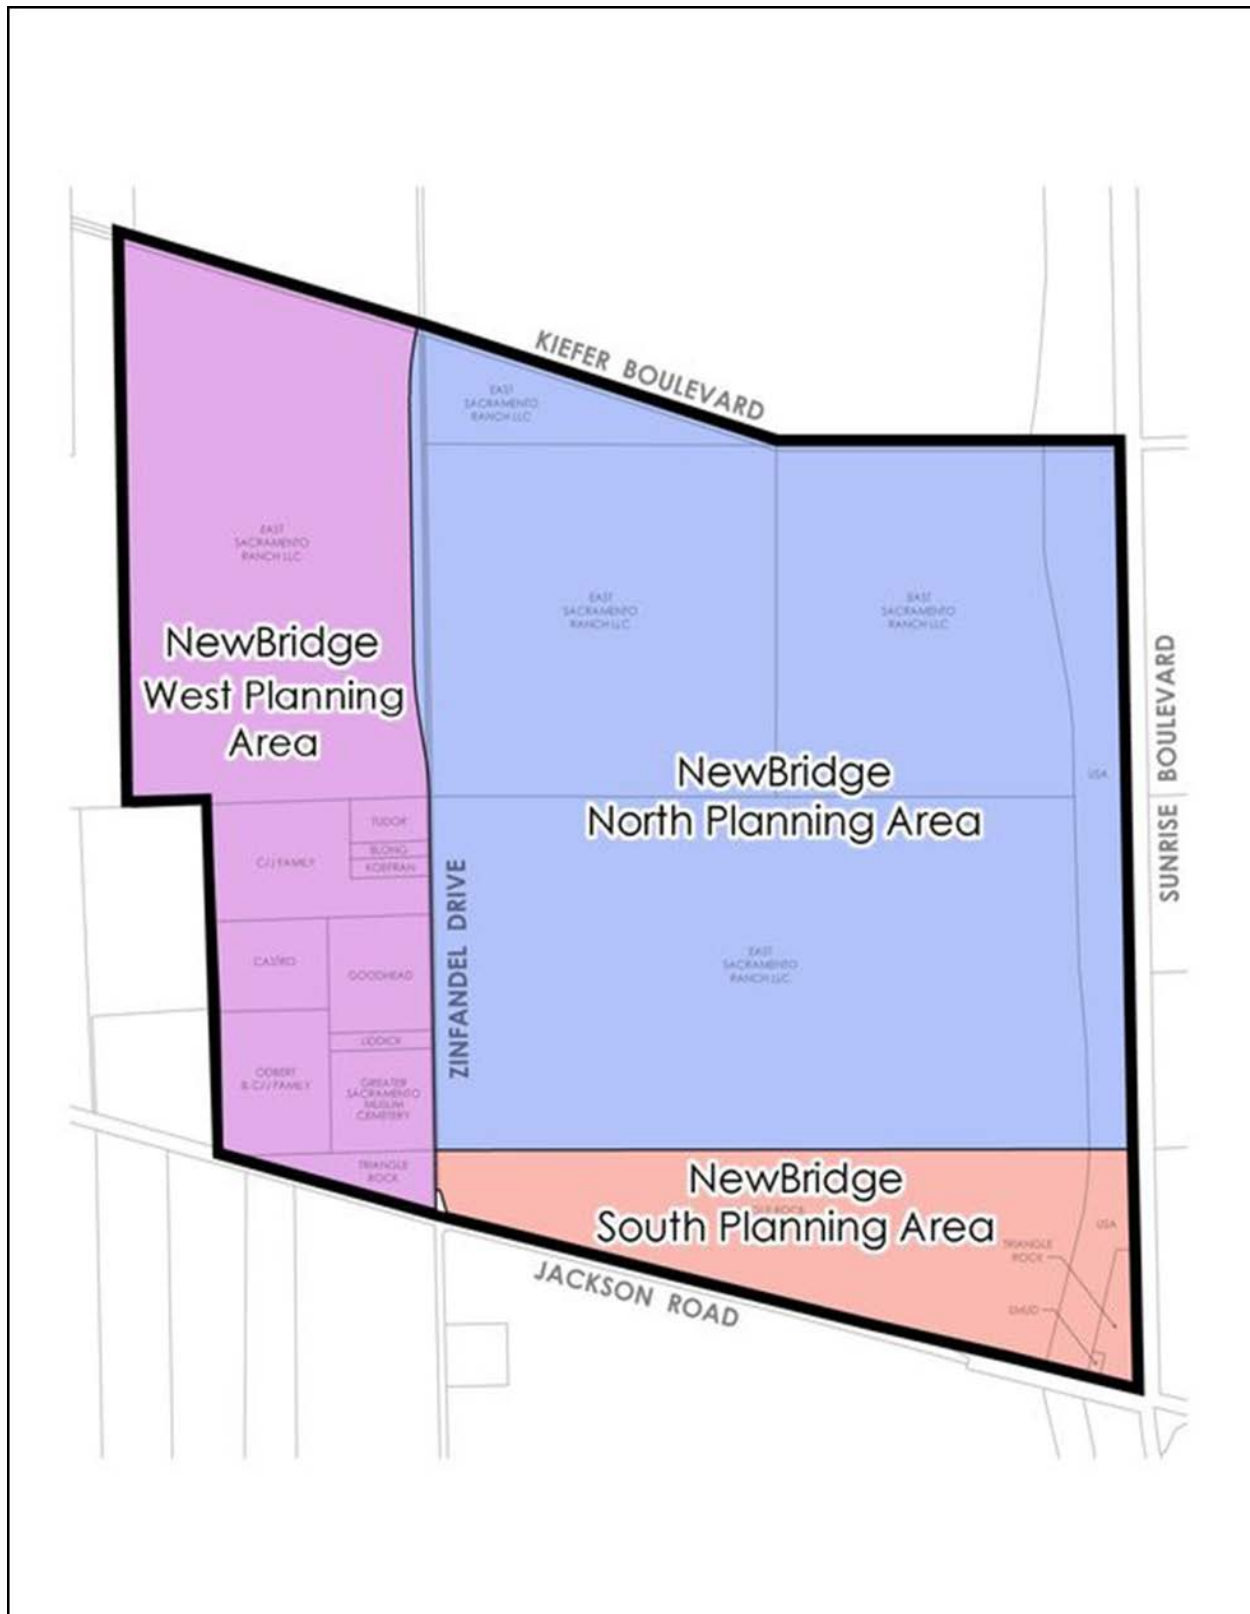 KIEFER BOULEVARD
EAST
SACRAMENTO
RANCH LLC
EAST
SACRAMENTO
RANCH LLC
EAST
SACRAMENTO
RANCH LLC
EAST
SACRAMENTO
RANCH LLC
NewBridge
West Planning
Area
SUNRISE BOULEVARD
NewBridge
North Planning Area
USA
TUDOR
BLONG
KOEFRAN
C/J FAMILY
ZINFANDEL DRIVE
CASTRO
GOODHEAD
EAST
SACRAMENTO
RANCH LLC
LIDDICK
ODBERT
& C/J FAMILY
GREATER
SACRAMENTO
MUSLIM
CEMETERY
TRIANGLE
ROCK
NewBridge
South Planning Area
USA
TRIANGLE
ROCK
SMUD
JACKSON ROAD